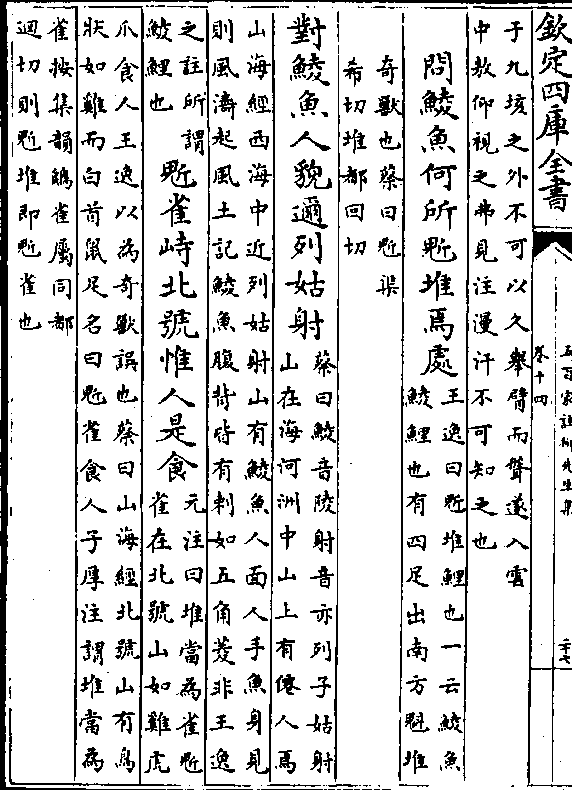 欽定四庫全書
五百家註柳先生集
卷十四
二十七
于九垓之外不可以久舉臂而聳遂入雲
中敖仰視之弗見注漫汗不可知之也
問鯪魚何所鬿堆焉處
王逸曰鬿堆鯉也一云鯪魚
鯪鯉也有四足出南方魁堆
奇獸也蔡曰鬿渠
希切堆都回切
對鯪魚人貌邇列姑射
蔡曰鯪音陵射音亦列子姑射
山在海河洲中山上有僊人焉
山海經西海中近列姑射山有鯪魚人面人手魚身見
則風濤起風土記鯪魚腹背皆有刺如五角菱非王逸
之註所謂
鯪鯉也
鬿雀峙北號惟人是食
元注曰堆當為雀鬿
雀在北號山如雞虎
爪食人王逸以為奇獸誤也蔡曰山海經北號山有鳥
狀如雞而白首鼠足名曰鬿雀食人子厚注謂堆當為
雀按集韻鵻雀屬同都
迴切則鬿堆即鬿雀也